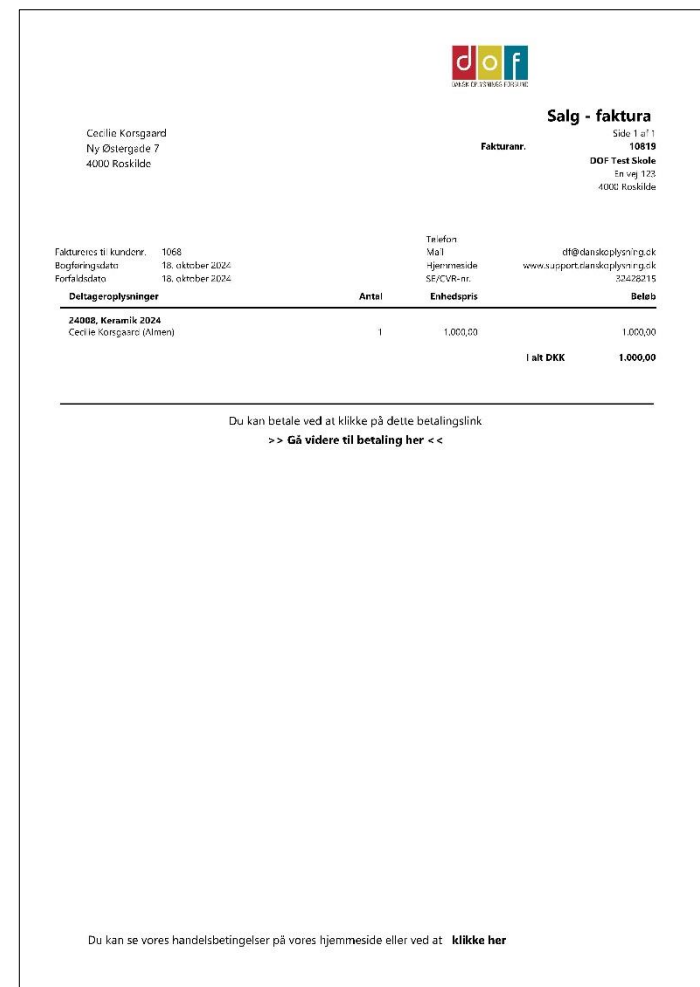 dof
DANSK OPLYSNINGS FORBUND
Salg - faktura
Cecilie Korsgaard
Ny Østergade 7
4000 Roskilde
Side 1 af 1
Fakturanr. 10819
DOF Test Skole
En vej 123
4000 Roskilde
Telefon
Faktureres til kundenr. 1068 Mail df@danskoplysning.dk
Bogføringsdato 18. oktober 2024 Hjemmeside www.support.danskoplysning.dk
Forfaldsdato 18. oktober 2024 SE/CVR-nr. 32428215
Deltageroplysninger Antal Enhedspris Beløb
24008, Keramik 2024
Cecilie Korsgaard (Almen) 1 1.000,00 1.000,00
I alt DKK 1.000,00
Du kan betale ved at klikke på dette betalingslink
>> Gå videre til betaling her <<
Du kan se vores handelsbetingelser på vores hjemmeside eller ved at klikke her